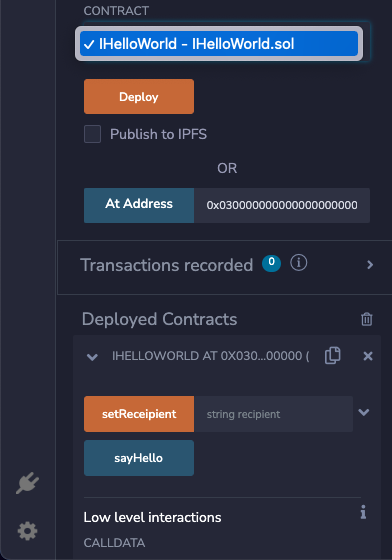 CONTRACT
✓ IHelloWorld - IHelloWorld.sol
Deploy
Publish to IPFS
OR
At Address 0x030000000000000000000
Transactions recorded 0 i
Deployed Contracts
IHELLOWORLD AT 0X030...00000 (
setReceipient string recipient
sayHello
Low level interactions i
CALLDATA